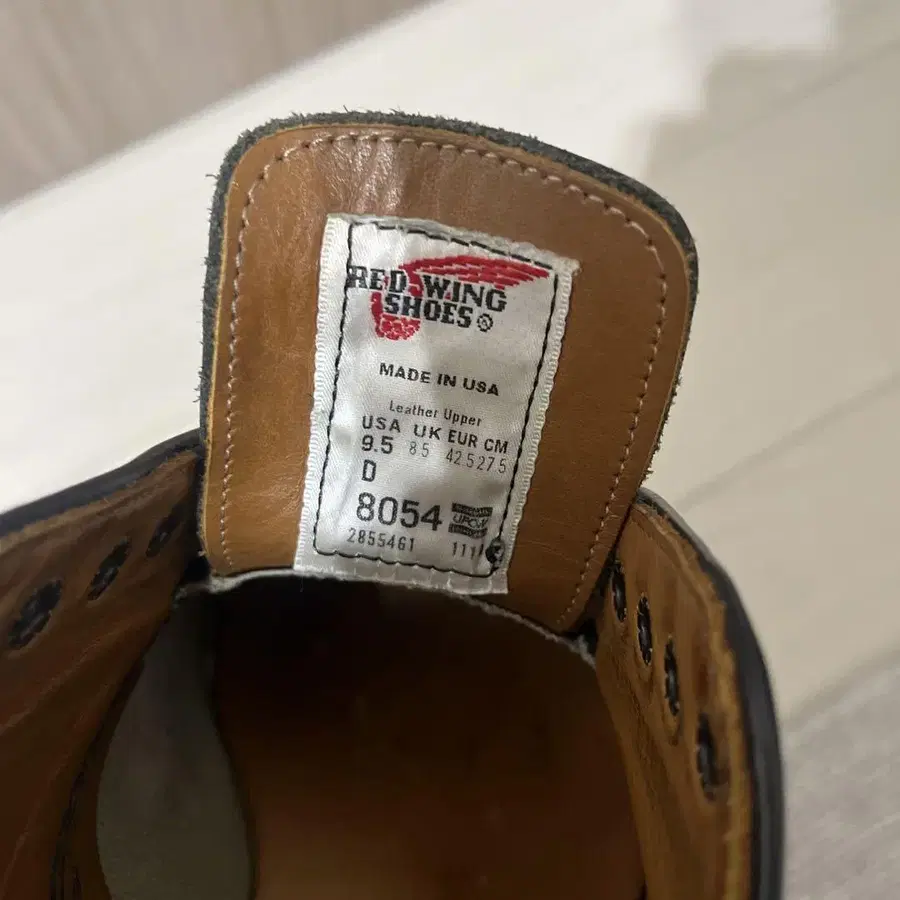 RED WING
SHOES®
MADE IN USA
Leather Upper
USA UK EUR CM
9.5 8.5 42.5 27.5
D
8054
UFCW
2855461